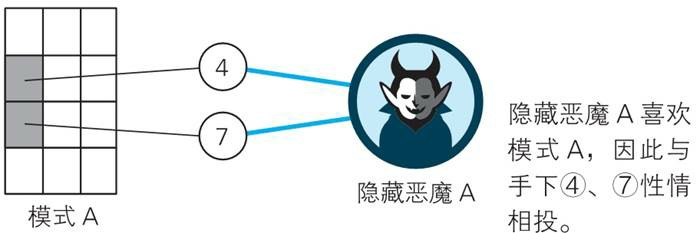 ④
⑦
模式 A
隐藏恶魔 A
隐藏恶魔 A 喜欢
模式 A，因此与
手下④、⑦性情
相投。